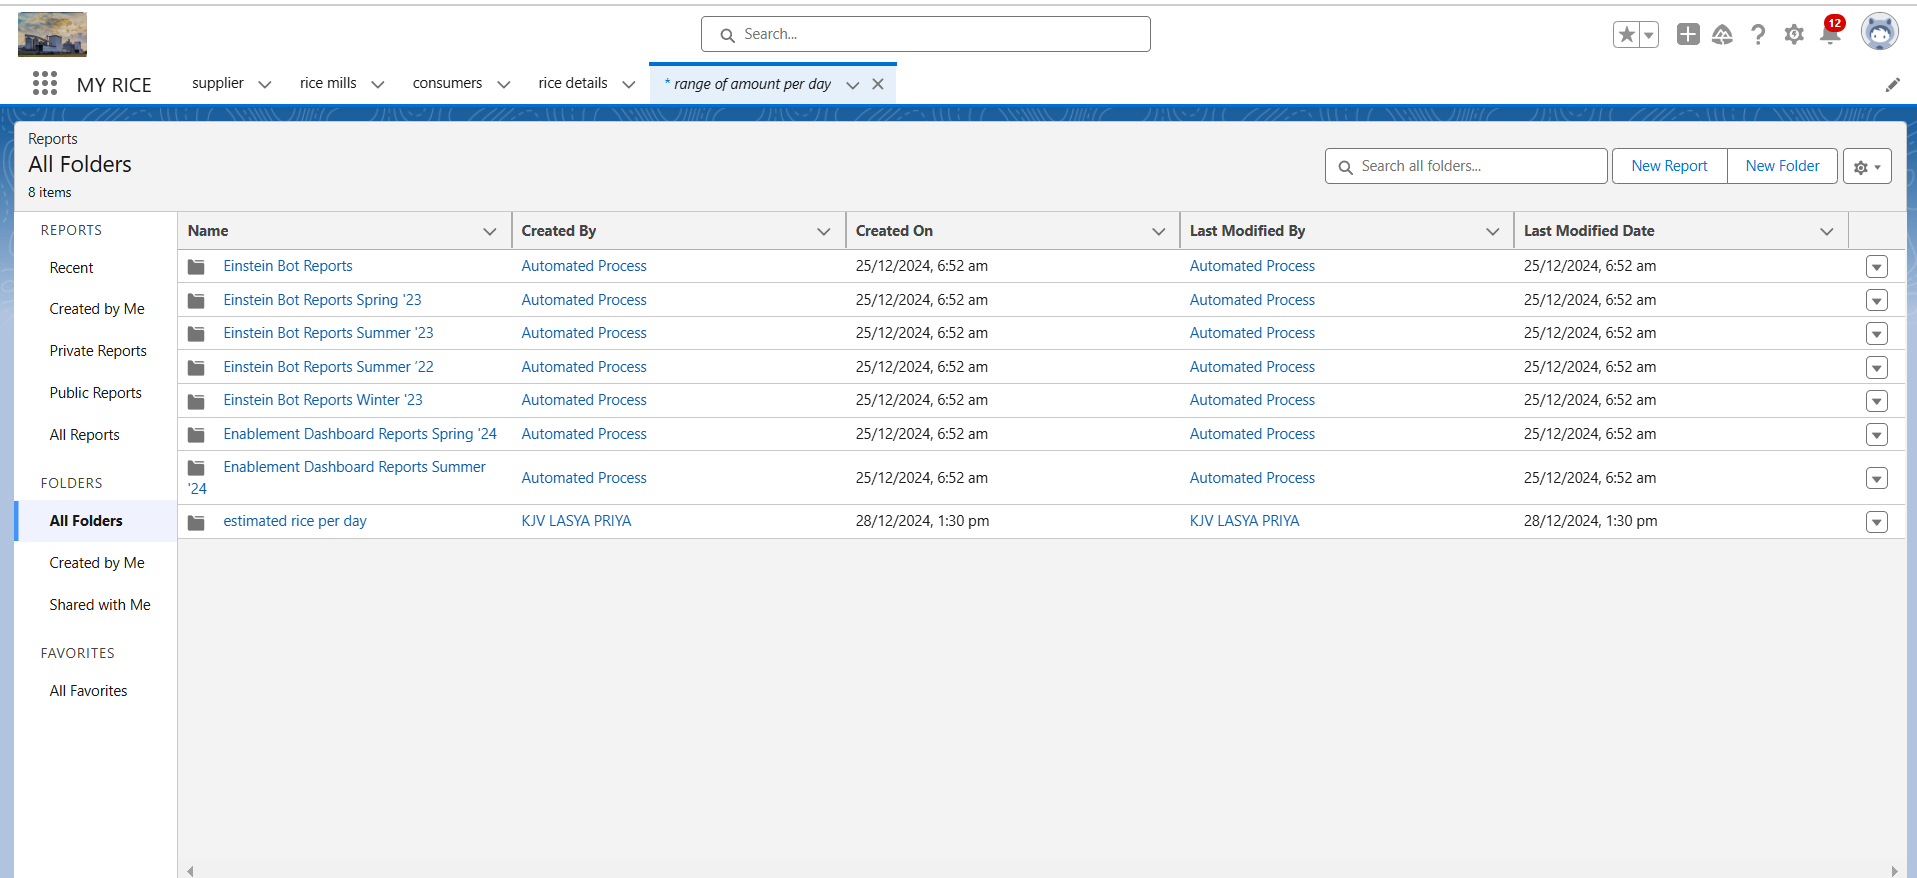 Search...
12
MY RICE
supplier
rice mills
consumers
rice details
* range of amount per day
Reports
All Folders
8 items
Search all folders...
New Report
New Folder
REPORTS
Recent
Created by Me
Private Reports
Public Reports
All Reports
FOLDERS
All Folders
Created by Me
Shared with Me
FAVORITES
All Favorites
Name Created By Created On Last Modified By Last Modified Date
Einstein Bot Reports Automated Process 25/12/2024, 6:52 am Automated Process 25/12/2024, 6:52 am
Einstein Bot Reports Spring '23 Automated Process 25/12/2024, 6:52 am Automated Process 25/12/2024, 6:52 am
Einstein Bot Reports Summer '23 Automated Process 25/12/2024, 6:52 am Automated Process 25/12/2024, 6:52 am
Einstein Bot Reports Summer '22 Automated Process 25/12/2024, 6:52 am Automated Process 25/12/2024, 6:52 am
Einstein Bot Reports Winter '23 Automated Process 25/12/2024, 6:52 am Automated Process 25/12/2024, 6:52 am
Enablement Dashboard Reports Spring '24 Automated Process 25/12/2024, 6:52 am Automated Process 25/12/2024, 6:52 am
Enablement Dashboard Reports Summer
'24 Automated Process 25/12/2024, 6:52 am Automated Process 25/12/2024, 6:52 am
estimated rice per day KJV LASYA PRIYA 28/12/2024, 1:30 pm KJV LASYA PRIYA 28/12/2024, 1:30 pm